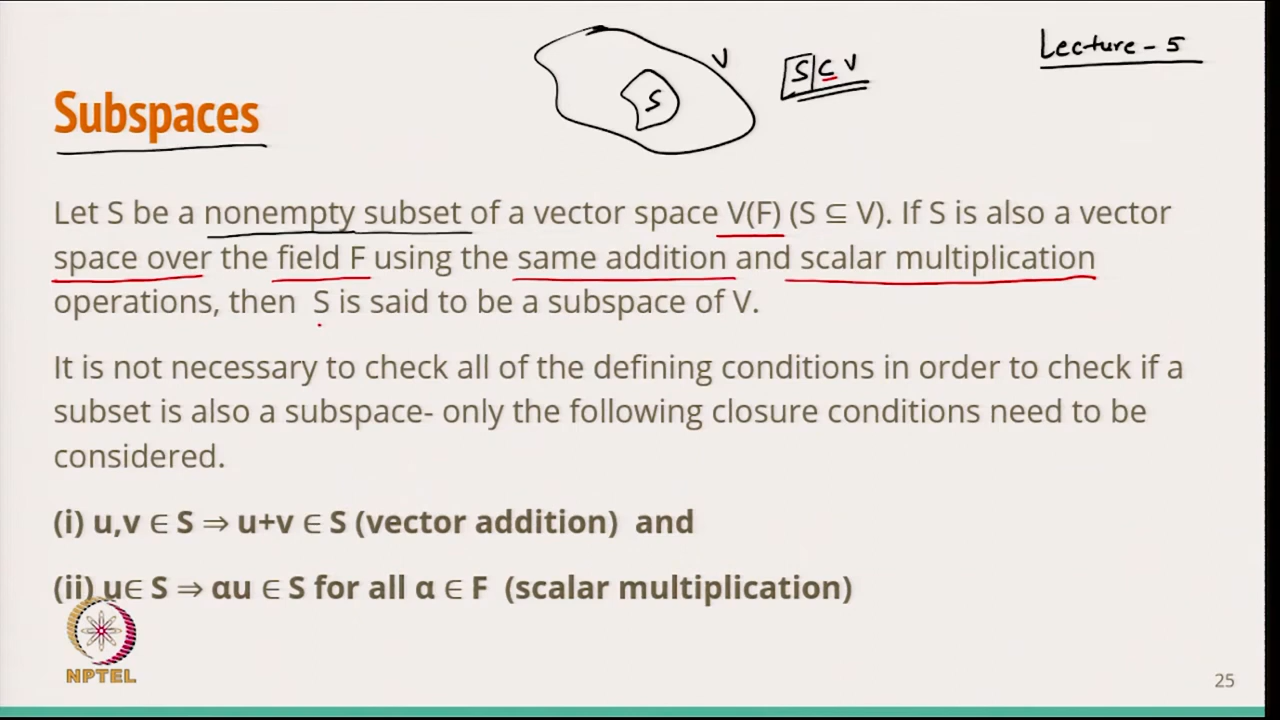 Lecture - 5
V
S ⊆ V
S
Subspaces
Let S be a nonempty subset of a vector space V(F) (S ⊆ V). If S is also a vector
space over the field F using the same addition and scalar multiplication
operations, then S is said to be a subspace of V.
It is not necessary to check all of the defining conditions in order to check if a
subset is also a subspace- only the following closure conditions need to be
considered.
(i) u,v ∈ S ⇒ u+v ∈ S (vector addition) and
(ii) u∈ S ⇒ αu ∈ S for all α ∈ F (scalar multiplication)
NPTEL
25